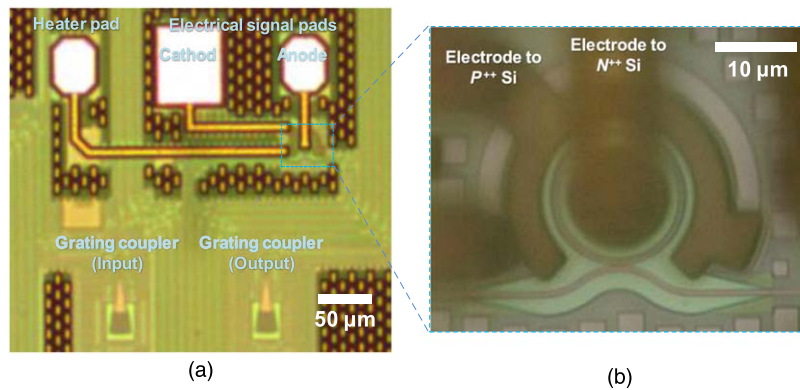 Heater pad
Electrical signal pads
Cathod
Anode
Grating coupler
(Input)
Grating coupler
(Output)
50 µm
(a)
Electrode to
P++ Si
Electrode to
N++ Si
10 µm
(b)